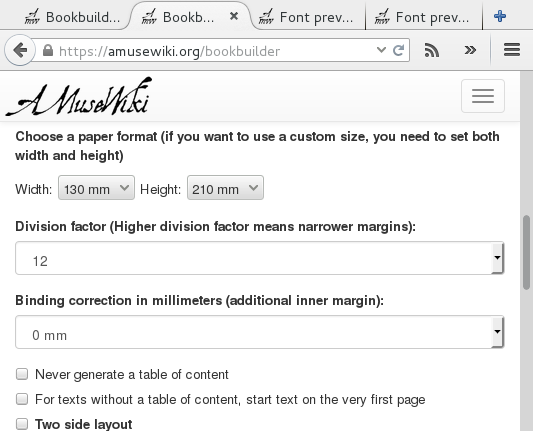 Bookbuild...
Bookb...
Font prev...
Font prev...
https://amusewiki.org/bookbuilder
AMuseWiki
Choose a paper format (if you want to use a custom size, you need to set both
width and height)
Width: 130 mm Height: 210 mm
Division factor (Higher division factor means narrower margins):
12
Binding correction in millimeters (additional inner margin):
0 mm
Never generate a table of content
For texts without a table of content, start text on the very first page
Two side layout